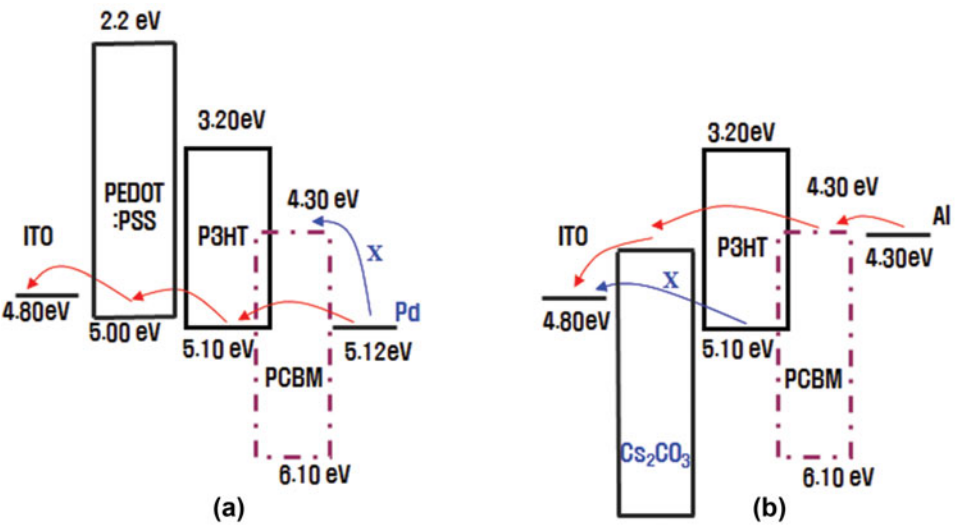 2.2 eV
3.20eV
PEDOT
:PSS
4.30 eV
ITO
P3HT
X
4.80eV
5.00 eV
Pd
5.10 eV
5.12eV
PCBM
6.10 eV
(a)
3.20eV
4.30 eV
Al
ITO
P3HT
4.30eV
X
4.80eV
5.10 eV
PCBM
Cs₂CO₃
6.10 eV
(b)